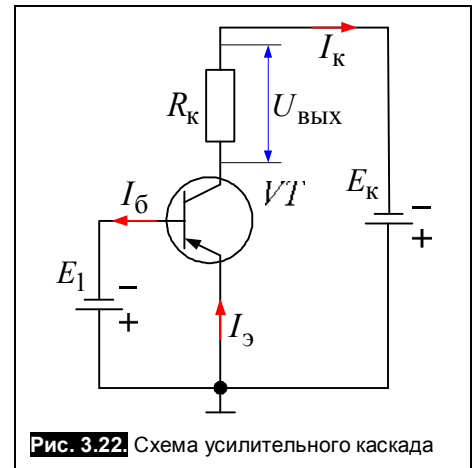 Iк
Rк
Uвых
VT
Eк
−
+
Iб
E1
−
+
Iэ
Рис. 3.22. Схема усилительного каскада